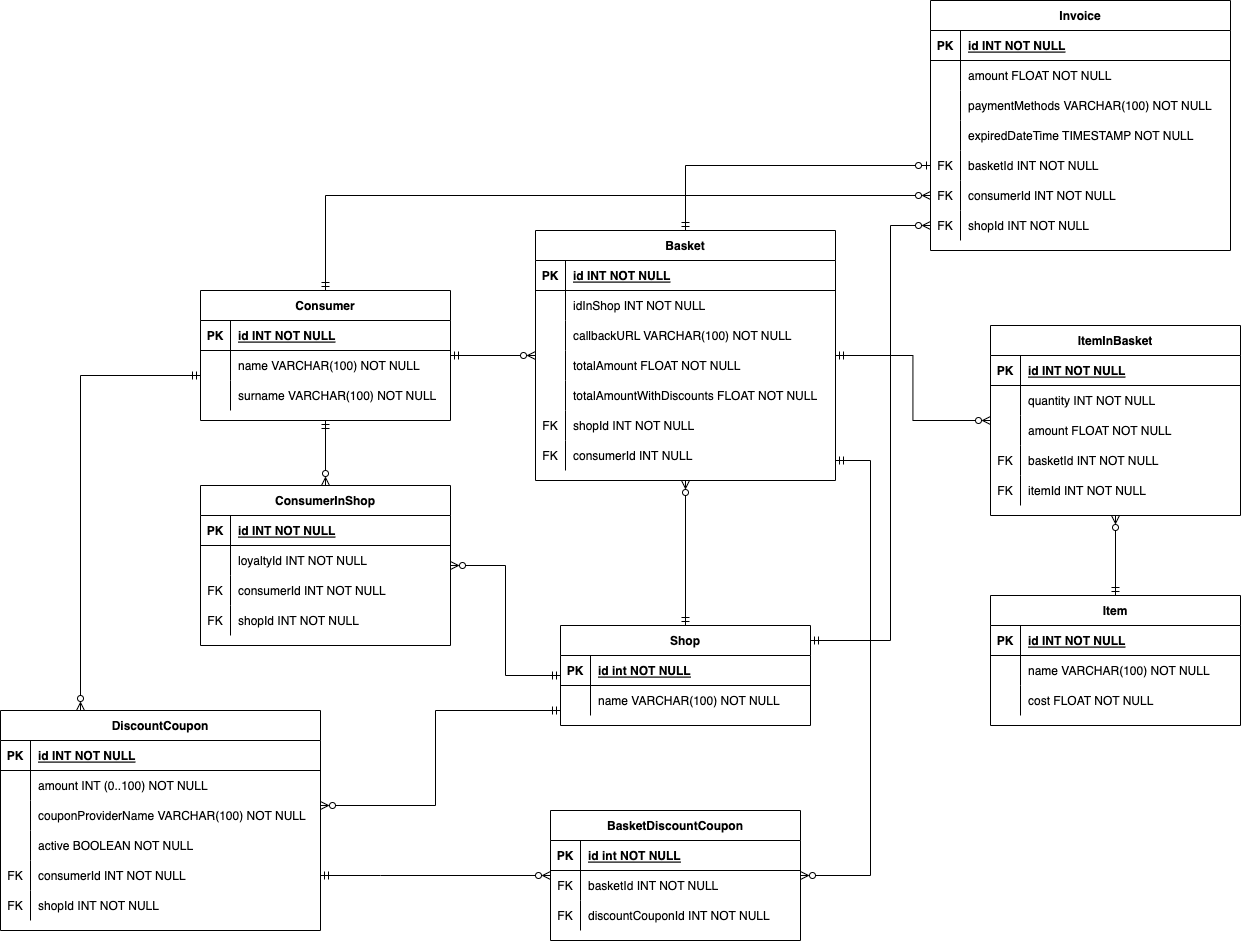 Invoice
PK id INT NOT NULL
amount FLOAT NOT NULL
paymentMethods VARCHAR(100) NOT NULL
expiredDateTime TIMESTAMP NOT NULL
FK basketId INT NOT NULL
FK consumerId INT NOT NULL
FK shopId INT NOT NULL
Basket
PK id INT NOT NULL
idInShop INT NOT NULL
callbackURL VARCHAR(100) NOT NULL
totalAmount FLOAT NOT NULL
totalAmountWithDiscounts FLOAT NOT NULL
FK shopId INT NOT NULL
FK consumerId INT NULL
Consumer
PK id INT NOT NULL
name VARCHAR(100) NOT NULL
surname VARCHAR(100) NOT NULL
ItemInBasket
PK id INT NOT NULL
quantity INT NOT NULL
amount FLOAT NOT NULL
FK basketId INT NOT NULL
FK itemId INT NOT NULL
ConsumerInShop
PK id INT NOT NULL
loyaltyId INT NOT NULL
FK consumerId INT NOT NULL
FK shopId INT NOT NULL
Shop
PK id int NOT NULL
name VARCHAR(100) NOT NULL
Item
PK id INT NOT NULL
name VARCHAR(100) NOT NULL
cost FLOAT NOT NULL
DiscountCoupon
PK id INT NOT NULL
amount INT (0..100) NOT NULL
couponProviderName VARCHAR(100) NOT NULL
active BOOLEAN NOT NULL
FK consumerId INT NOT NULL
FK shopId INT NOT NULL
BasketDiscountCoupon
PK id int NOT NULL
FK basketId INT NOT NULL
FK discountCouponId INT NOT NULL